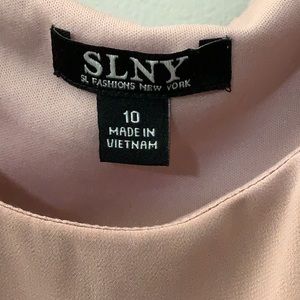 SLNY
SL FASHIONS NEW YORK
10
MADE IN
VIETNAM